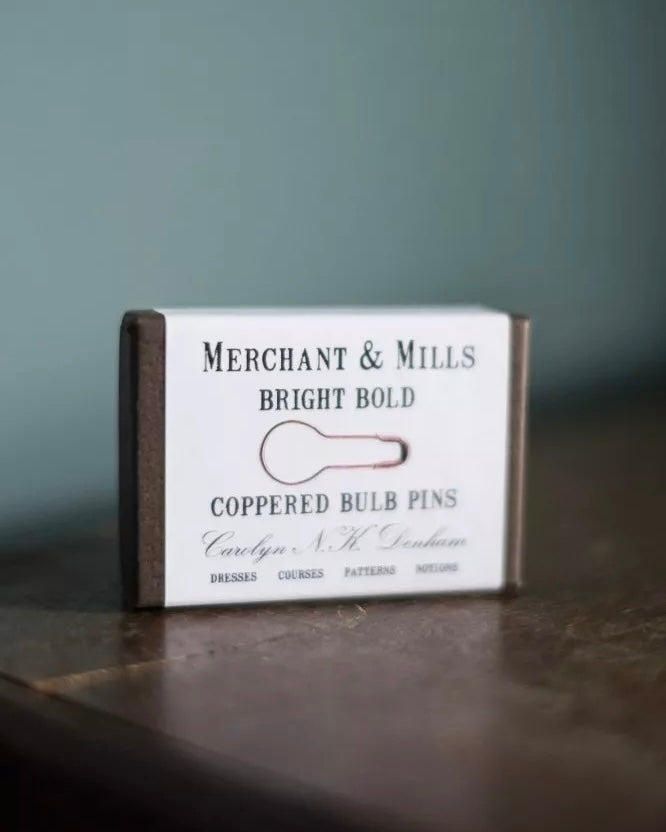 MERCHANT & MILLS
BRIGHT BOLD
COPPERED BULB PINS
Carolyn N.K. Denham
DRESSES COURSES PATTERNS NOTIONS